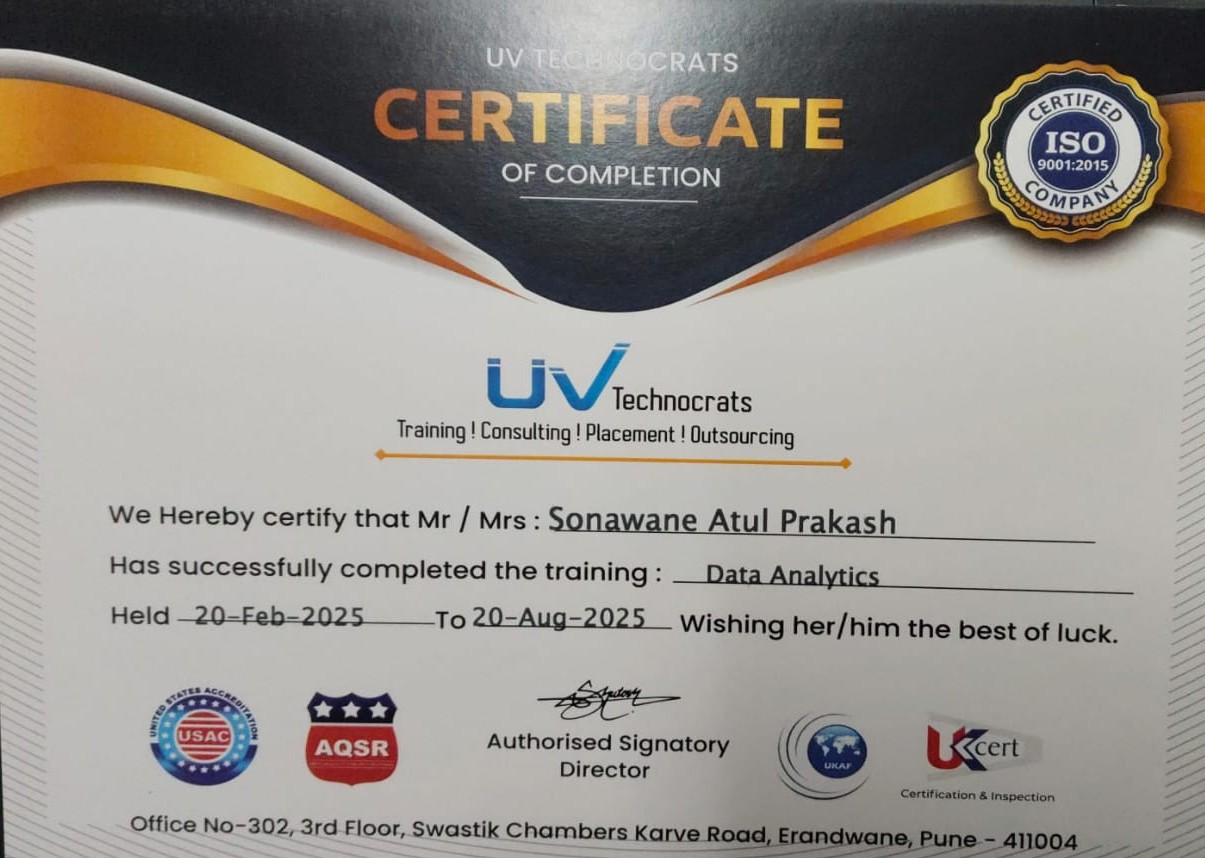 UV TECHNOCRATS
CERTIFICATE
OF COMPLETION
CERTIFIED
ISO
9001:2015
COMPANY
UV Technocrats
Training ! Consulting ! Placement ! Outsourcing
We Hereby certify that Mr / Mrs : Sonawane Atul Prakash
Has successfully completed the training : Data Analytics
Held 20-Feb-2025 To 20-Aug-2025 Wishing her/him the best of luck.
UNITED STATES ACCREDITATION
USAC
AQSR
Authorised Signatory
Director
UKAF
UKcert
Certification & Inspection
Office No-302, 3rd Floor, Swastik Chambers Karve Road, Erandwane, Pune - 411004